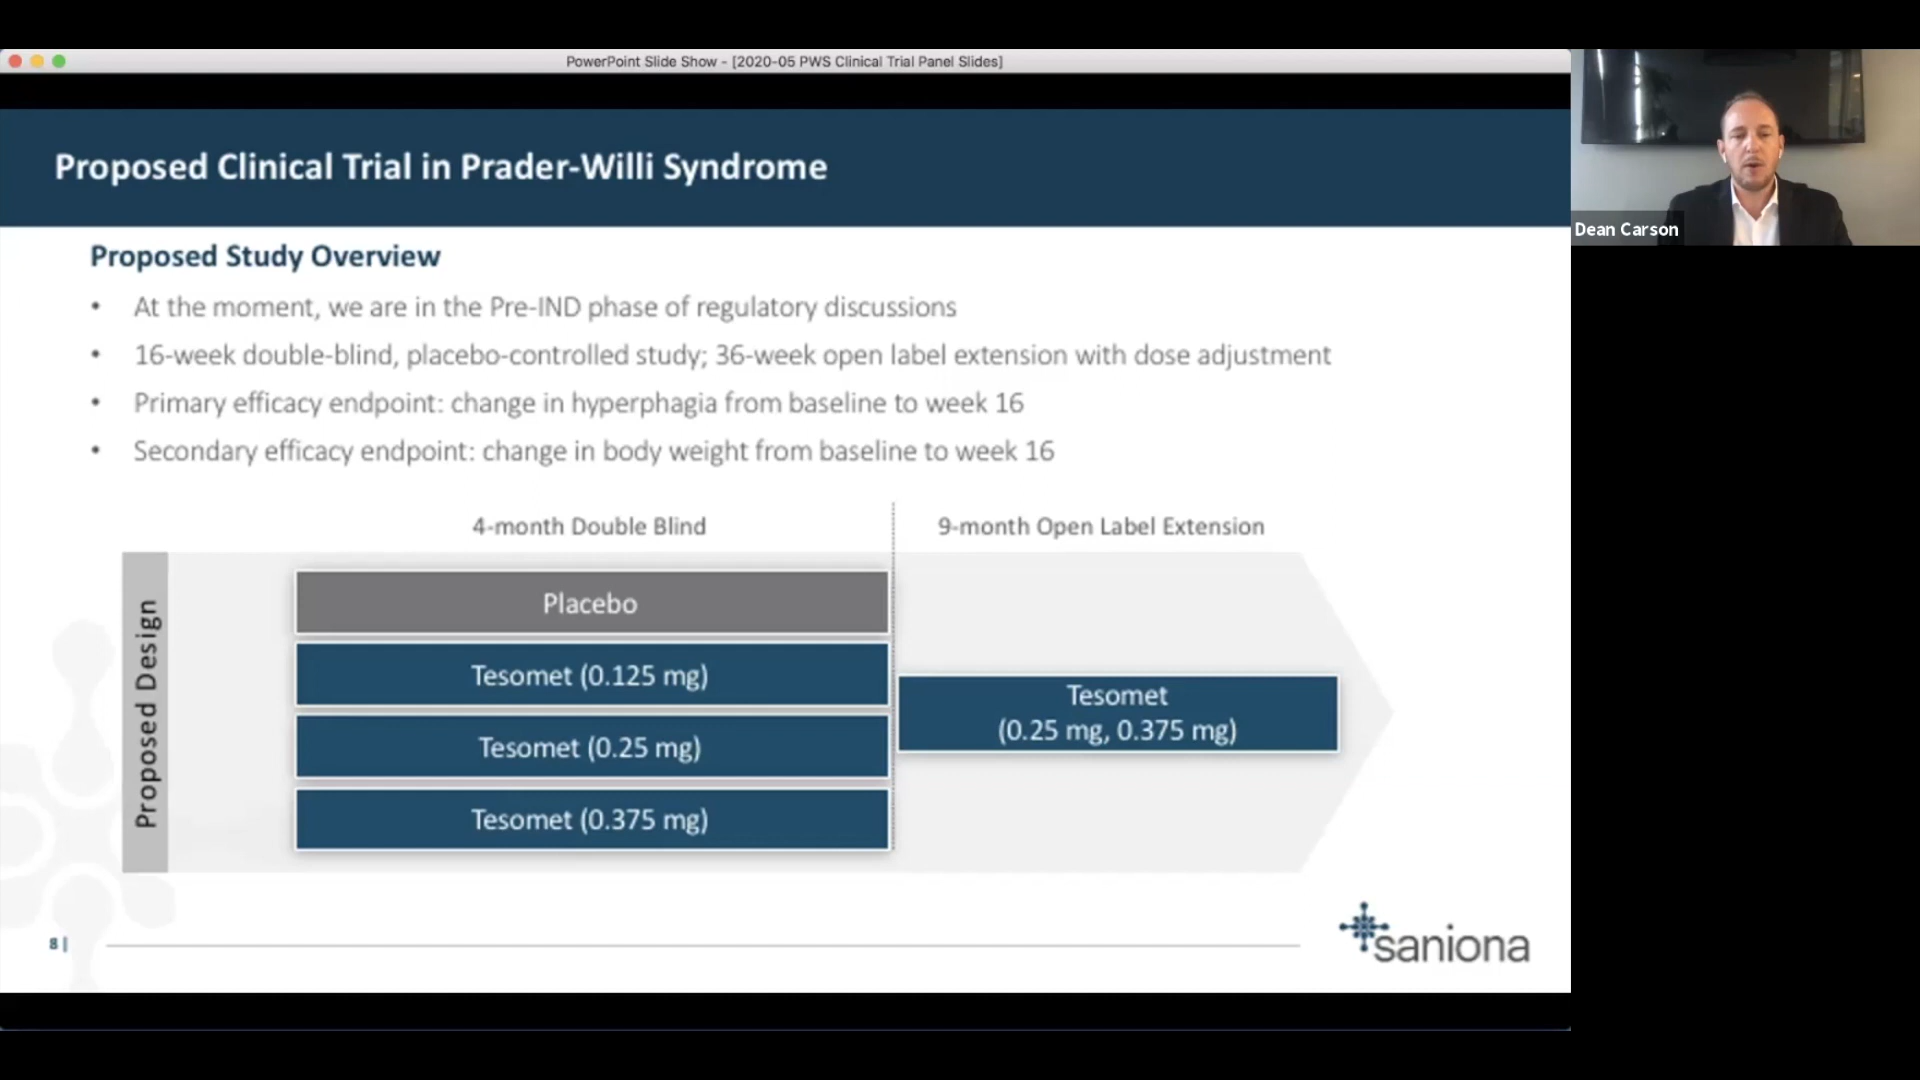 PowerPoint Slide Show - [2020-05 PWS Clinical Trial Panel Slides]
Proposed Clinical Trial in Prader-Willi Syndrome
Dean Carson
Proposed Study Overview
• At the moment, we are in the Pre-IND phase of regulatory discussions
• 16-week double-blind, placebo-controlled study; 36-week open label extension with dose adjustment
• Primary efficacy endpoint: change in hyperphagia from baseline to week 16
• Secondary efficacy endpoint: change in body weight from baseline to week 16
4-month Double Blind
9-month Open Label Extension
Proposed Design
Placebo
Tesomet (0.125 mg)
Tesomet (0.25 mg)
Tesomet (0.375 mg)
Tesomet
(0.25 mg, 0.375 mg)
8 |
saniona